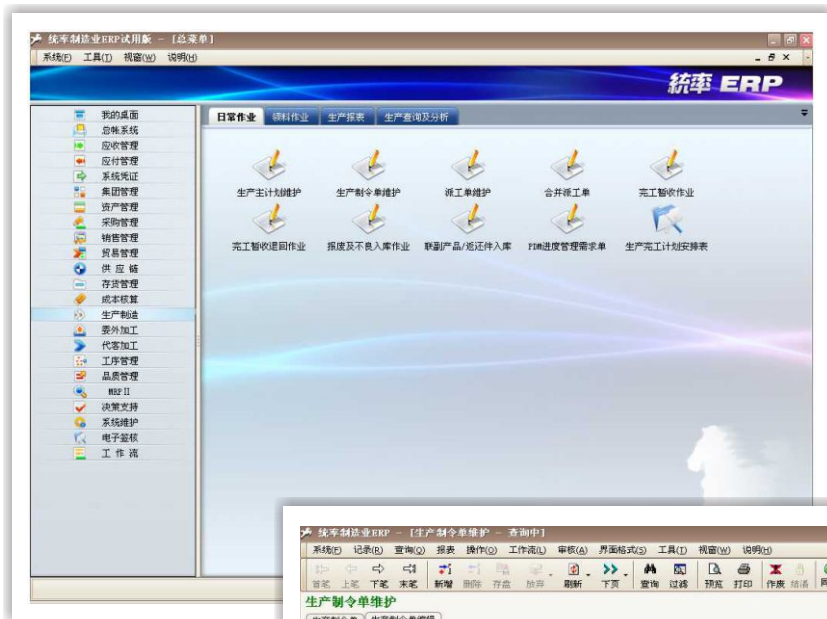 统率制造业ERP试用版 - [总菜单]
系统(F) 工具(T) 视窗(W) 说明(H)
統率 ERP
我的桌面
总帐系统
应收管理
应付管理
系统凭证
集团管理
资产管理
采购管理
销售管理
贸易管理
供 应 链
存货管理
成本核算
生产制造
委外加工
代客加工
工序管理
品质管理
MRP II
决策支持
系统维护
电子签核
工 作 流
日常作业 领料作业 生产报表 生产查询及分析
生产主计划维护 生产制令单维护 派工单维护 合并派工单 完工暂收作业
完工暂收退回作业 报废及不良入库作业 联副产品/返还件入库 PDM进度管理需求单 生产完工计划安排表
统率制造业ERP - [生产制令单维护 - 查询中]
系统(F) 记录(R) 查询(Q) 报表 操作(O) 工作流(L) 审核(A) 界面格式(S) 工具(T) 视窗(W) 说明(H)
首笔 上笔 下笔 末笔 新增 删除 存盘 放弃 刷新 下页 查询 过滤 预览 打印 作废 结清
生产制令单维护
生产制令单 生产制令单编辑